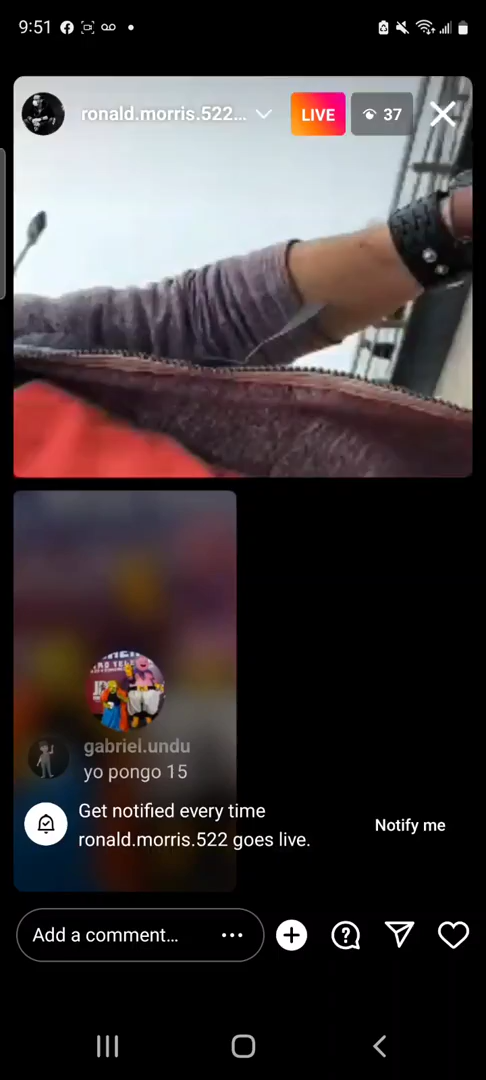 9:51
ronald.morris.522...
LIVE
37
gabriel.undu
yo pongo 15
Get notified every time
ronald.morris.522 goes live.
Notify me
Add a comment...